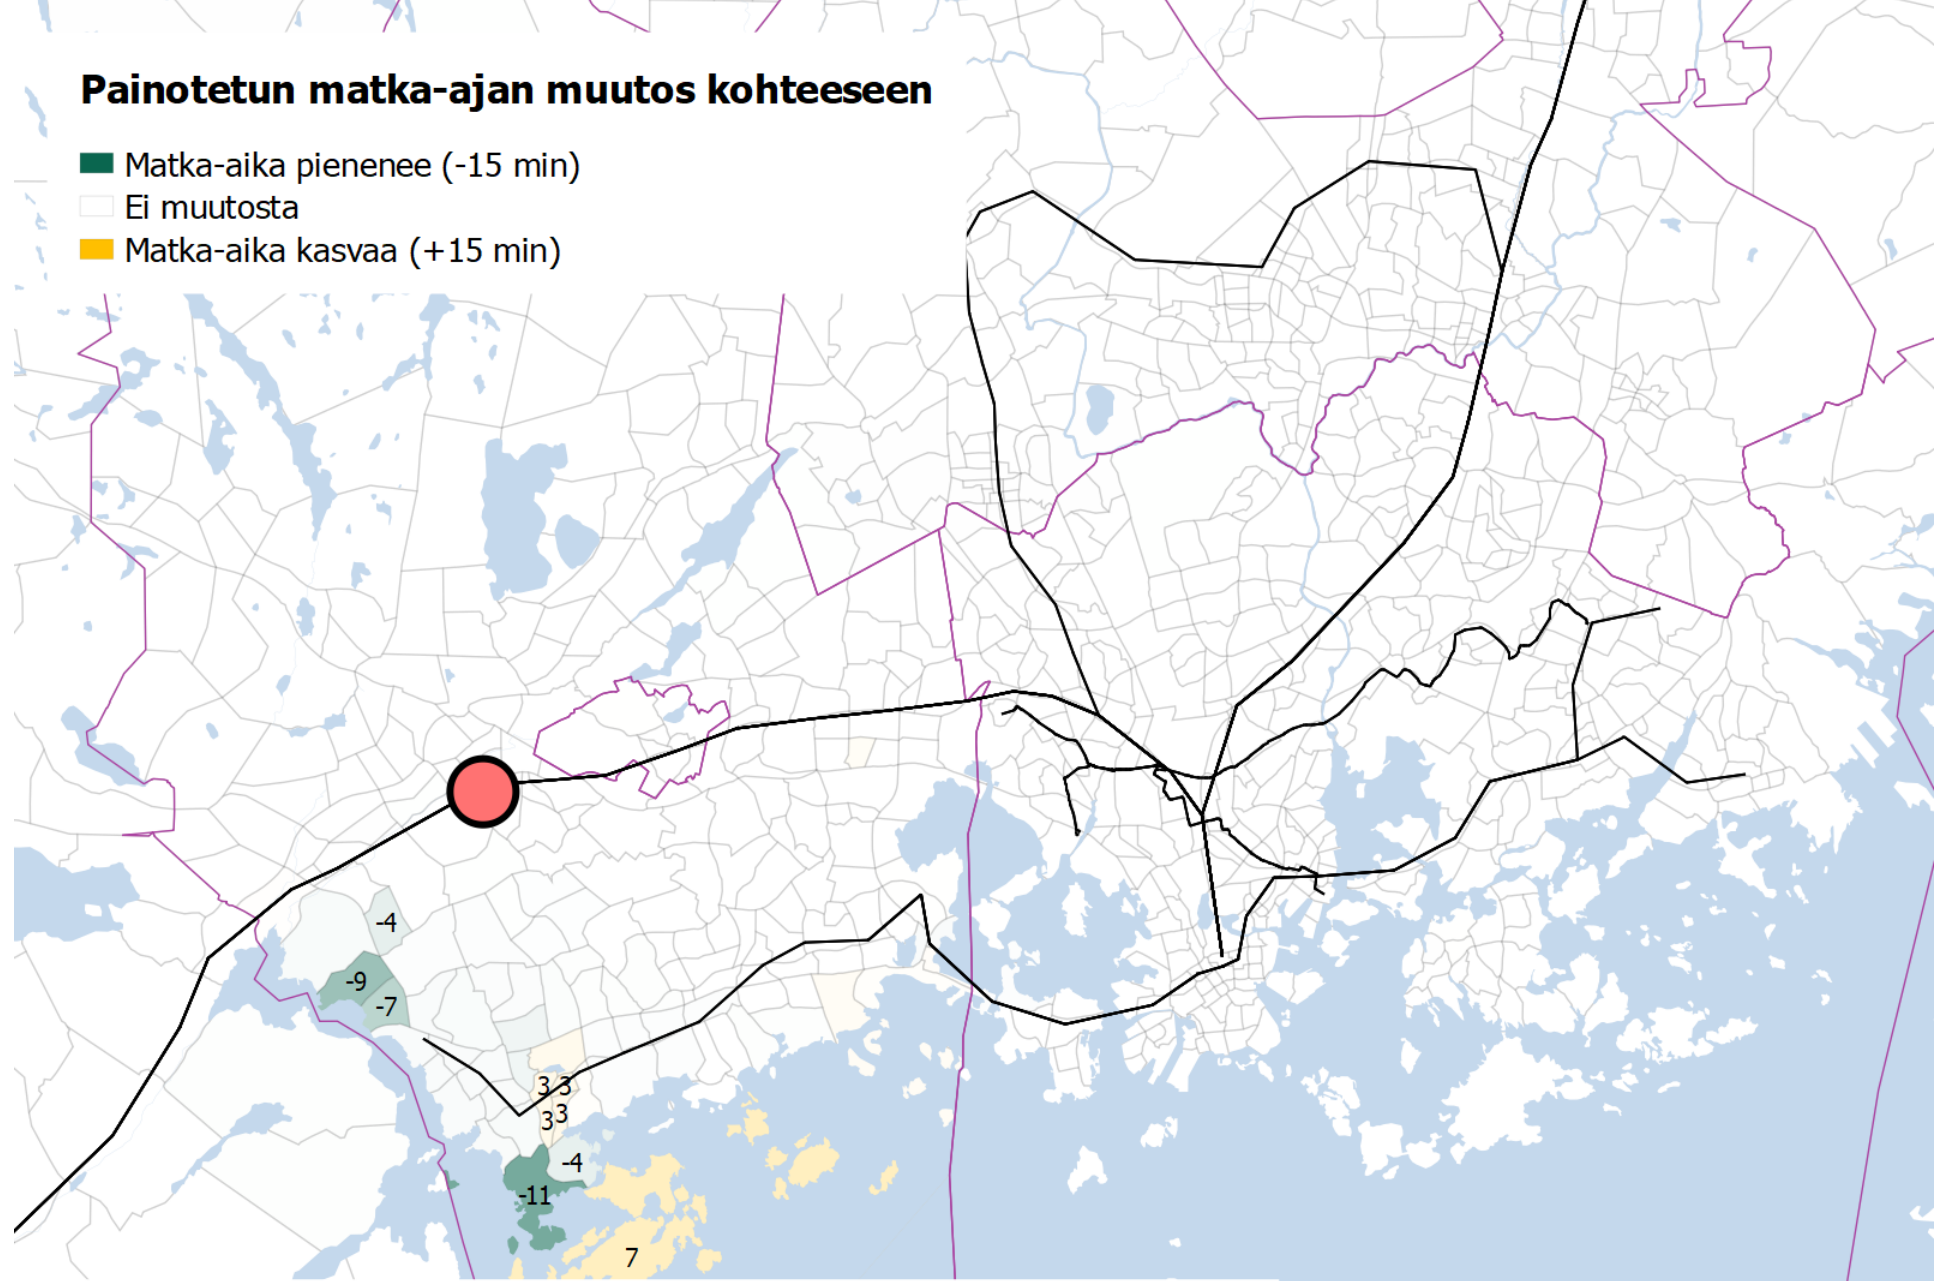 Painotetun matka-ajan muutos kohteeseen
Matka-aika pienenee (-15 min)
Ei muutosta
Matka-aika kasvaa (+15 min)
-4
-9
-7
3 3
3 3
-4
-11
7